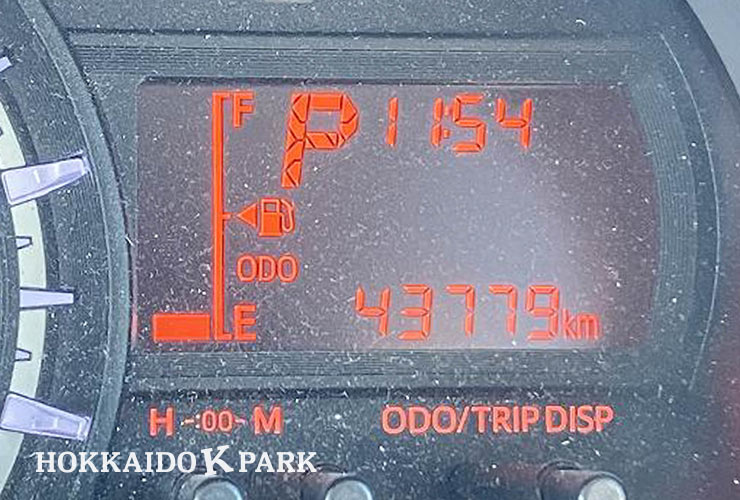 F P 11:54
ODO
E 43779km
H -:00- M ODO/TRIP DISP
HOKKAIDO K PARK